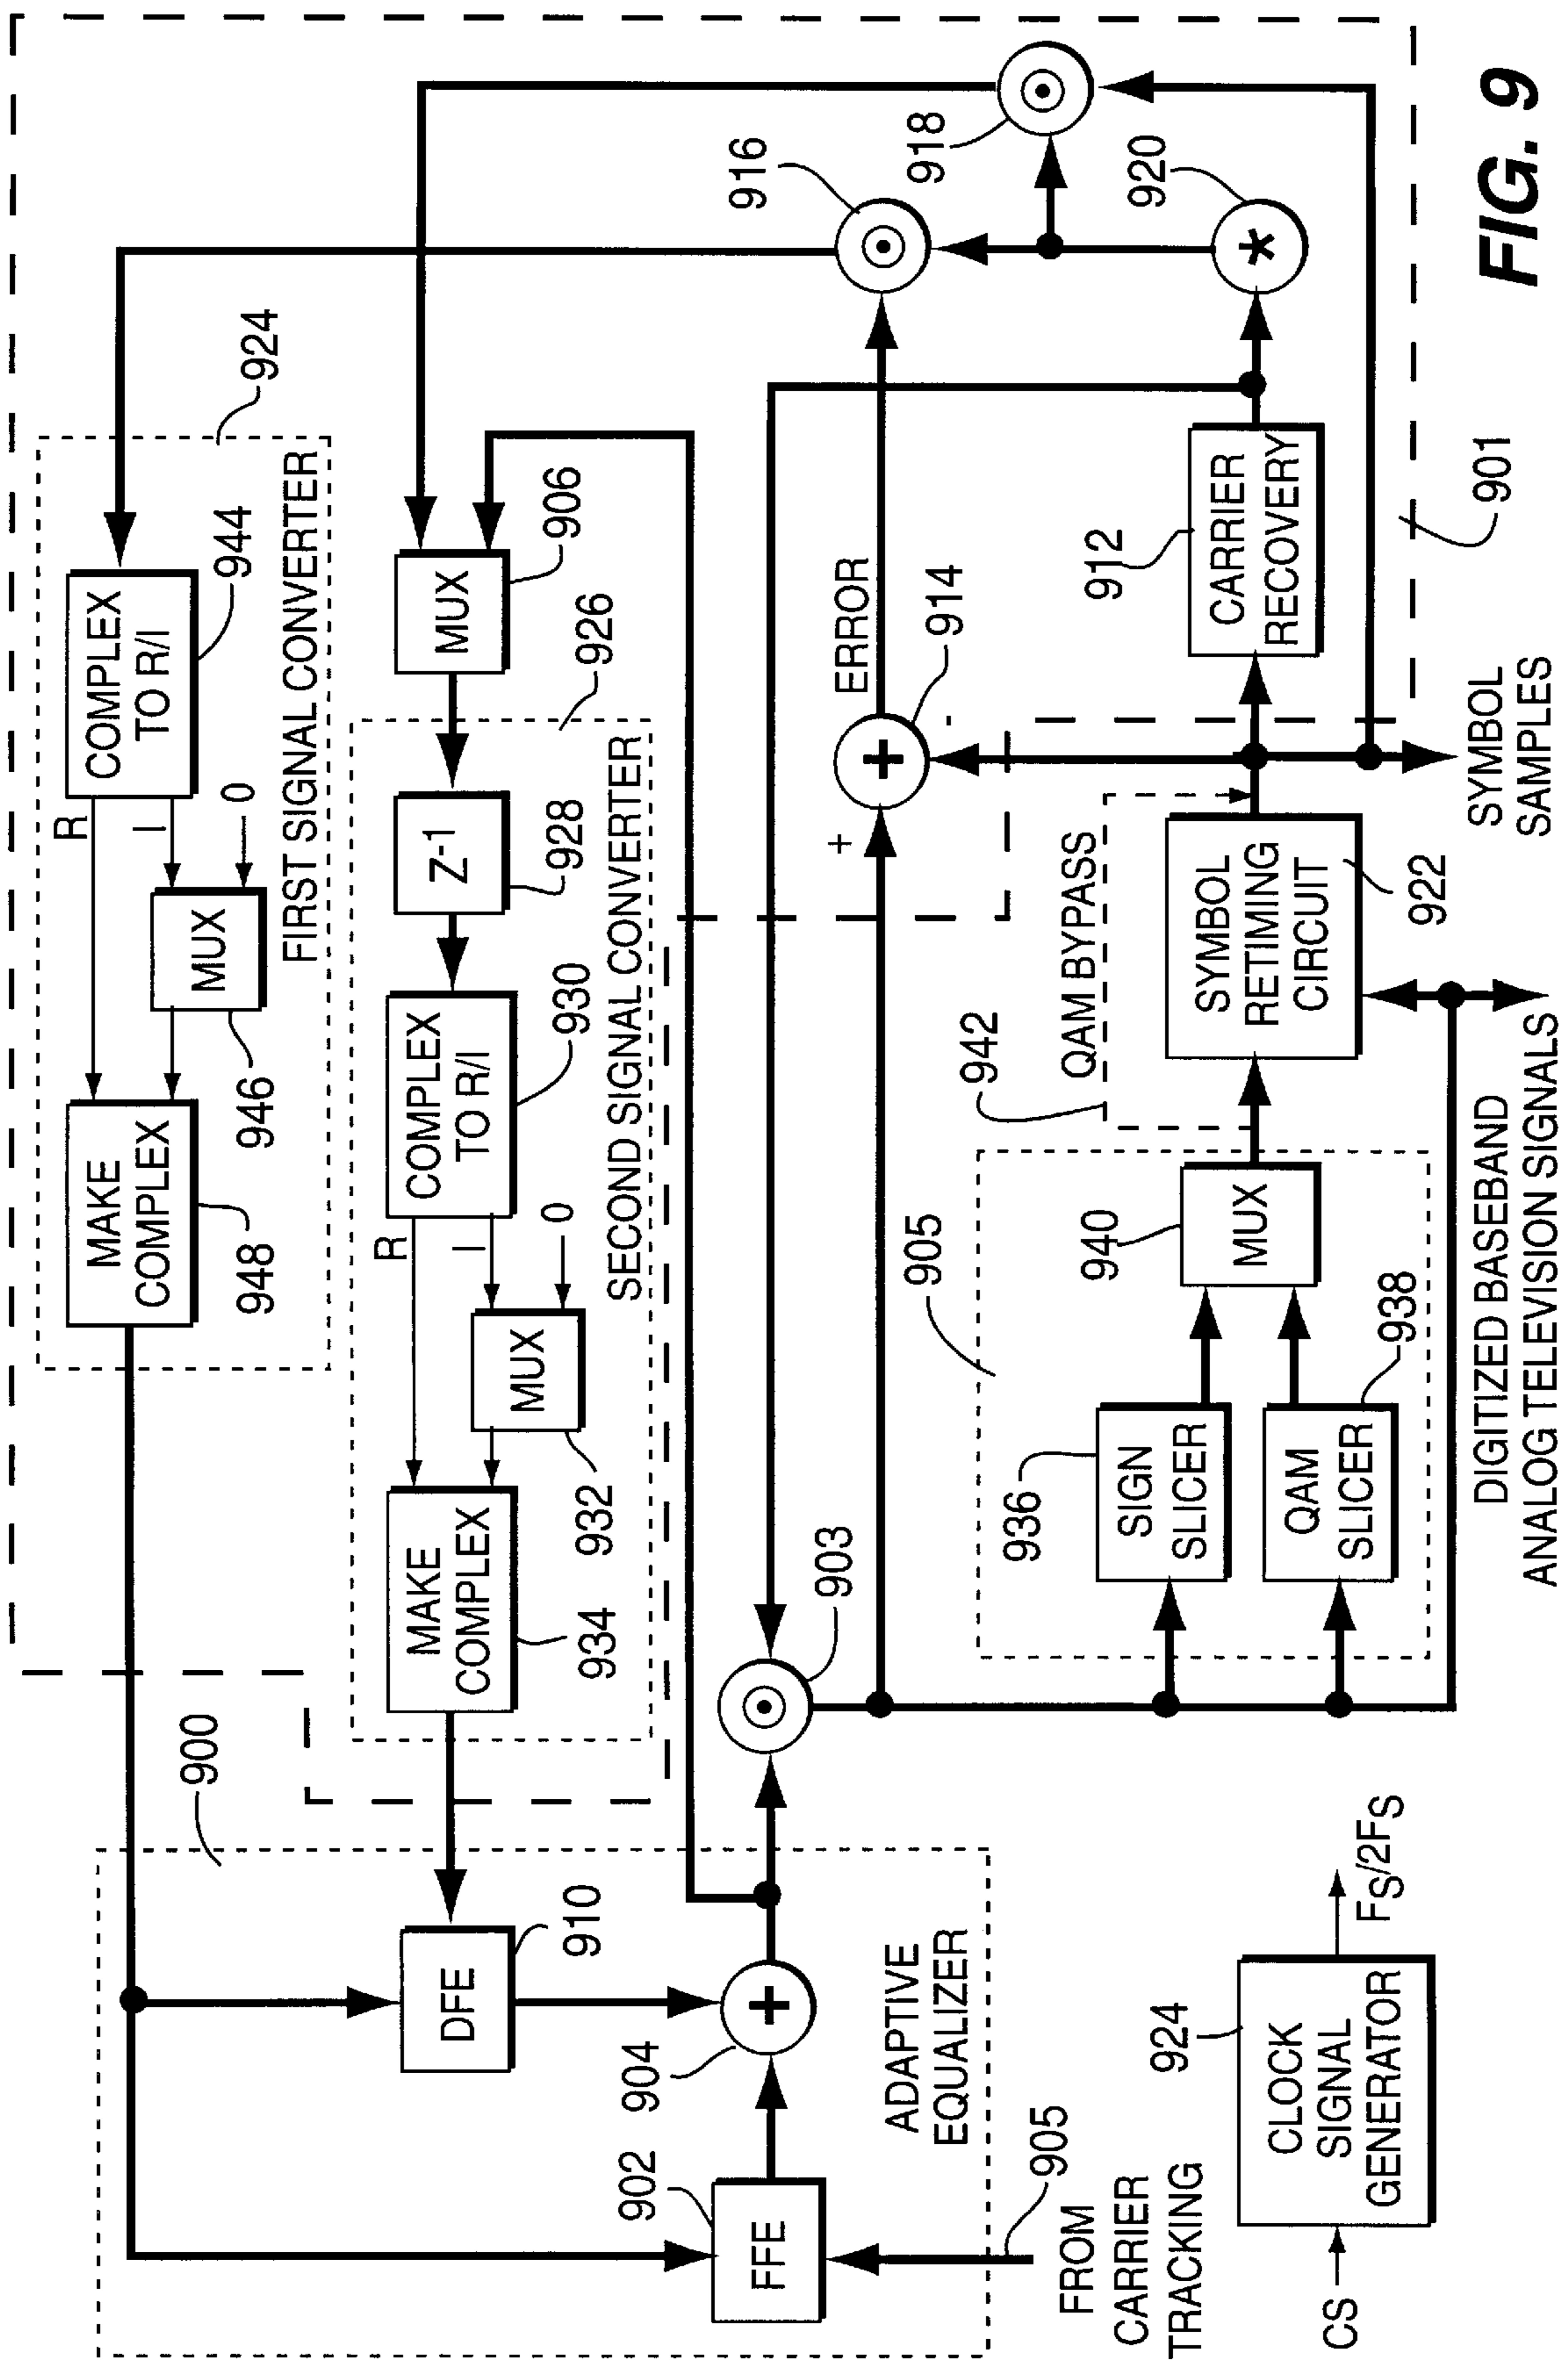 900
948
MAKE
COMPLEX
946
MUX
R
I
0
COMPLEX
TO R/I
944
FIRST SIGNAL CONVERTER
924
934
MAKE
COMPLEX
932
MUX
R
I
0
COMPLEX
TO R/I
930
Z-1
928
SECOND SIGNAL CONVERTER
926
MUX
906
916
918
920
*
DFE
910
904
+
902
FFE
ADAPTIVE
EQUALIZER
905
FROM
CARRIER
TRACKING
903
+
+
914
ERROR
912
CARRIER
RECOVERY
901
905
936
SIGN
SLICER
QAM
SLICER
938
940
MUX
942
QAM BYPASS
SYMBOL
RETIMING
CIRCUIT
922
SYMBOL
SAMPLES
DIGITIZED BASEBAND
ANALOG TELEVISION SIGNALS
924
CS
CLOCK
SIGNAL
GENERATOR
FS/2FS
FIG. 9